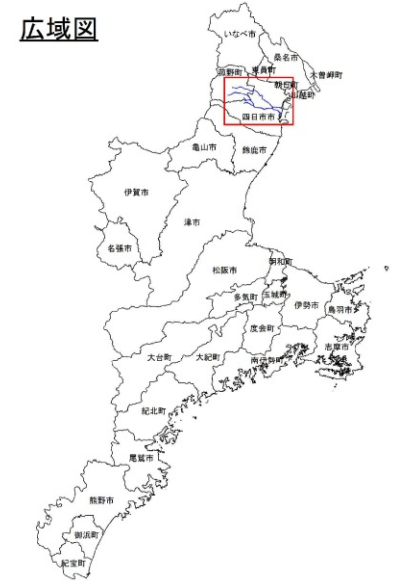 広域図
いなべ市
桑名市
東員町
木曽岬町
菰野町
朝日町
川越町
四日市市
亀山市
鈴鹿市
伊賀市
津市
名張市
松阪市
明和町
多気町
玉城町
伊勢市
鳥羽市
度会町
志摩市
大台町
大紀町
南伊勢町
紀北町
尾鷲市
熊野市
御浜町
紀宝町